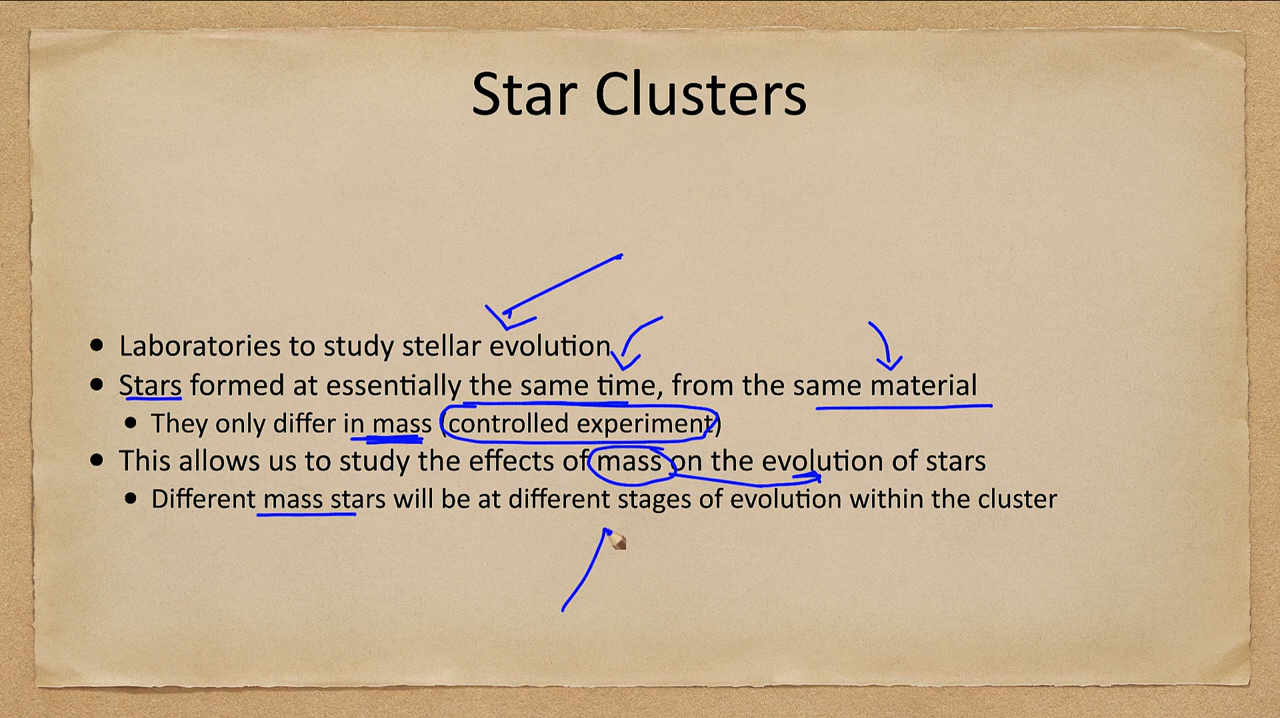 Star Clusters
• Laboratories to study stellar evolution
• Stars formed at essentially the same time, from the same material
• They only differ in mass (controlled experiment)
• This allows us to study the effects of mass on the evolution of stars
• Different mass stars will be at different stages of evolution within the cluster